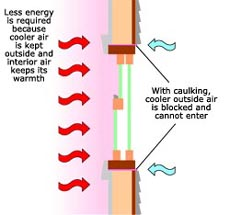 Less energy
is required
because
cooler air
is kept
outside and
interior air
keeps its
warmth
With caulking,
cooler outside air
is blocked and
cannot enter